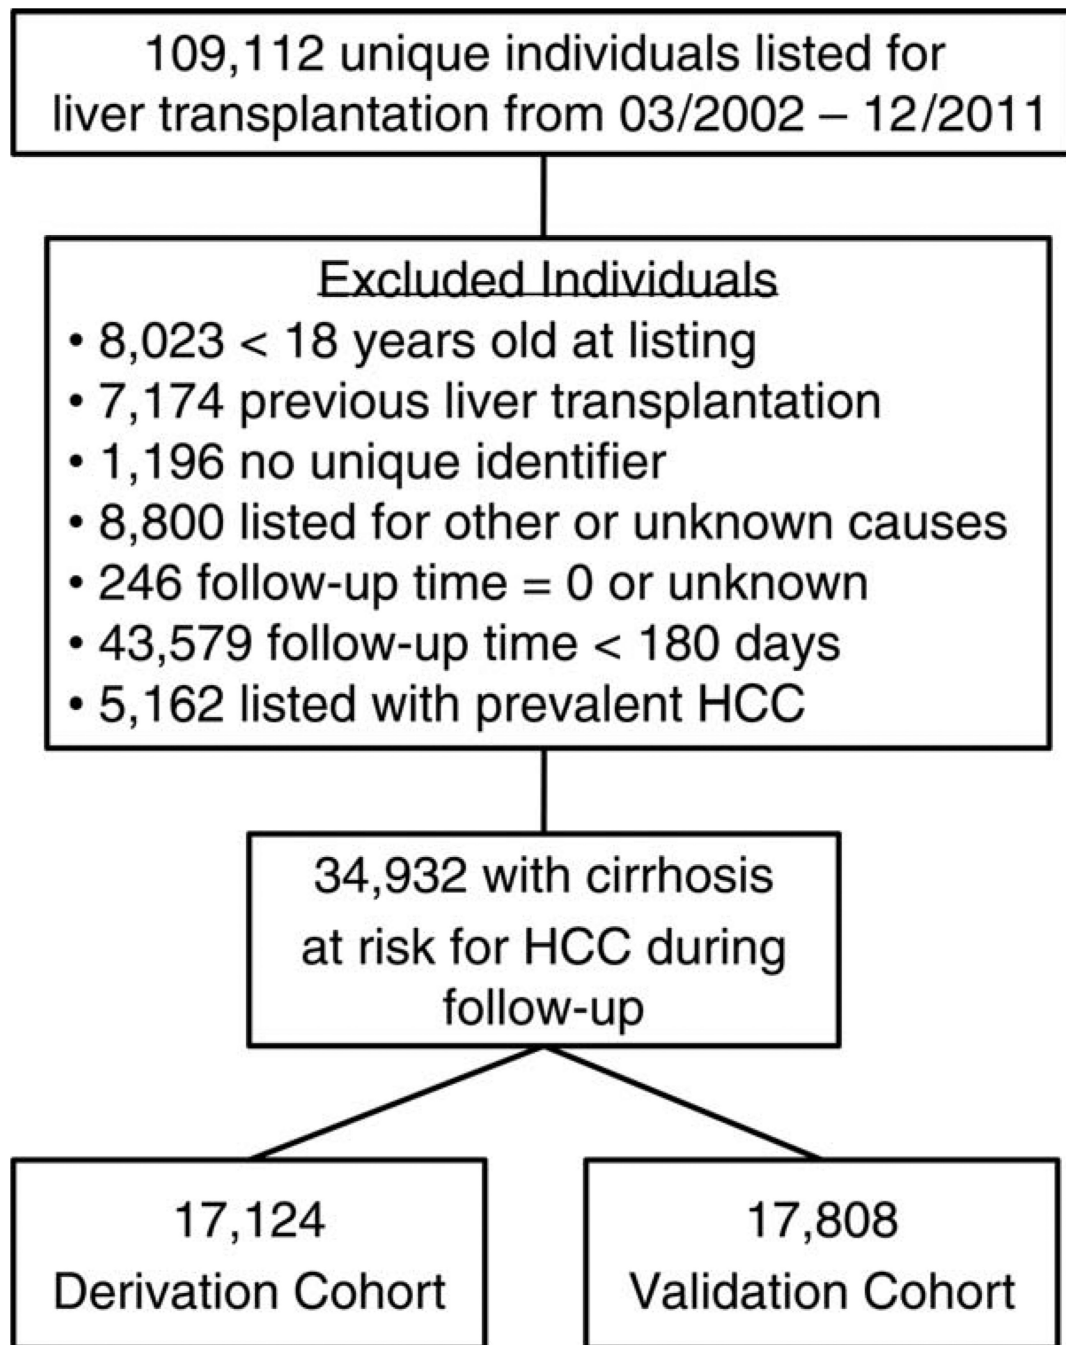 109,112 unique individuals listed for
liver transplantation from 03/2002 – 12/2011
Excluded Individuals
• 8,023 < 18 years old at listing
• 7,174 previous liver transplantation
• 1,196 no unique identifier
• 8,800 listed for other or unknown causes
• 246 follow-up time = 0 or unknown
• 43,579 follow-up time < 180 days
• 5,162 listed with prevalent HCC
34,932 with cirrhosis
at risk for HCC during
follow-up
17,124
Derivation Cohort
17,808
Validation Cohort